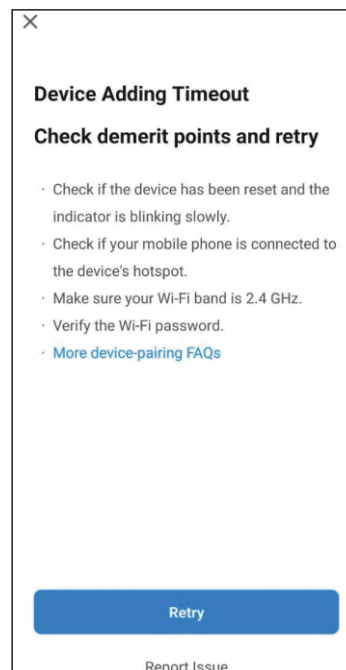 Device Adding Timeout
Check demerit points and retry
· Check if the device has been reset and the
indicator is blinking slowly.
· Check if your mobile phone is connected to
the device's hotspot.
· Make sure your Wi-Fi band is 2.4 GHz.
· Verify the Wi-Fi password.
· More device-pairing FAQs
Retry
Report Issue